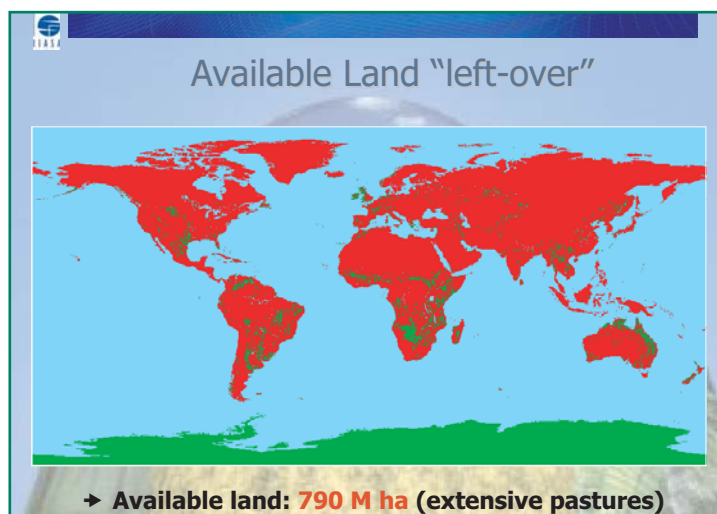 IIASA
Available Land “left-over”
➔ Available land: 790 M ha (extensive pastures)